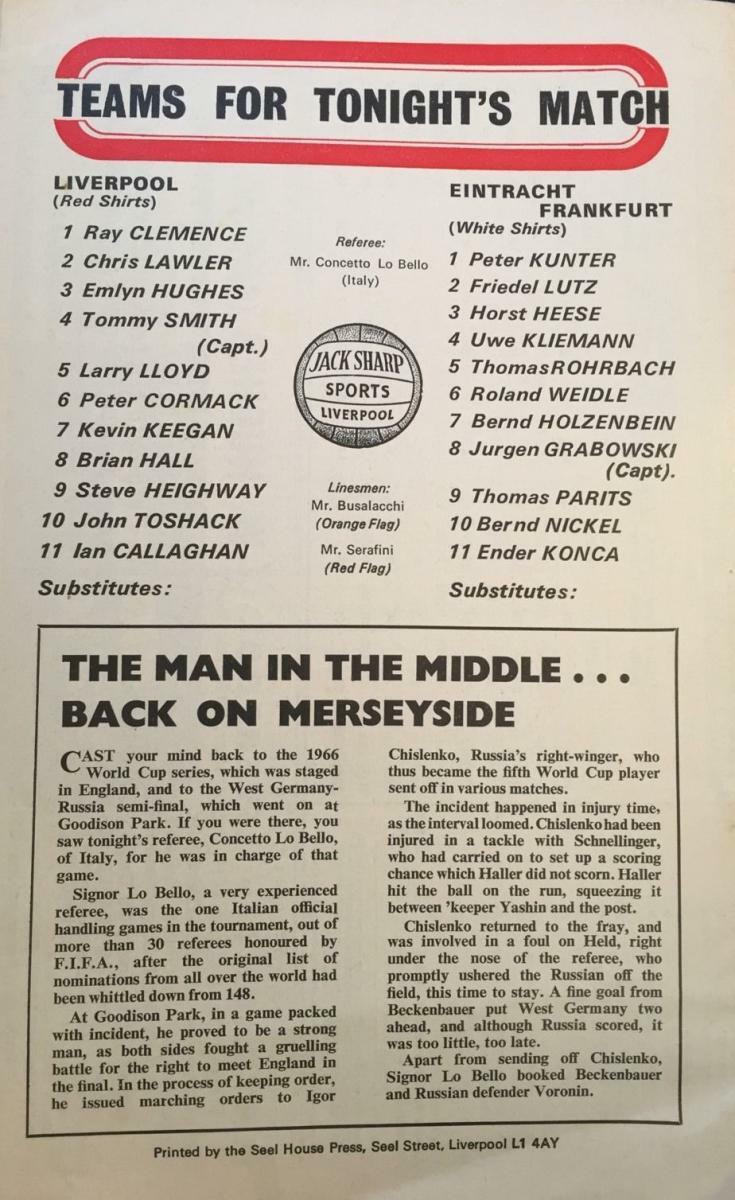 TEAMS FOR TONIGHT'S MATCH
LIVERPOOL
(Red Shirts)
1 Ray CLEMENCE
2 Chris LAWLER
3 Emlyn HUGHES
4 Tommy SMITH
(Capt.)
5 Larry LLOYD
6 Peter CORMACK
7 Kevin KEEGAN
8 Brian HALL
9 Steve HEIGHWAY
10 John TOSHACK
11 Ian CALLAGHAN
Substitutes:
Referee:
Mr. Concetto Lo Bello
(Italy)
JACK SHARP
SPORTS
LIVERPOOL
Linesmen:
Mr. Busalacchi
(Orange Flag)
Mr. Serafini
(Red Flag)
EINTRACHT
FRANKFURT
(White Shirts)
1 Peter KUNTER
2 Friedel LUTZ
3 Horst HEESE
4 Uwe KLIEMANN
5 Thomas ROHRBACH
6 Roland WEIDLE
7 Bernd HOLZENBEIN
8 Jurgen GRABOWSKI
(Capt).
9 Thomas PARITS
10 Bernd NICKEL
11 Ender KONCA
Substitutes:
THE MAN IN THE MIDDLE . . .
BACK ON MERSEYSIDE
CAST your mind back to the 1966
World Cup series, which was staged
in England, and to the West Germany-
Russia semi-final, which went on at
Goodison Park. If you were there, you
saw tonight's referee, Concetto Lo Bello,
of Italy, for he was in charge of that
game.
Signor Lo Bello, a very experienced
referee, was the one Italian official
handling games in the tournament, out of
more than 30 referees honoured by
F.I.F.A., after the original list of
nominations from all over the world had
been whittled down from 148.
At Goodison Park, in a game packed
with incident, he proved to be a strong
man, as both sides fought a gruelling
battle for the right to meet England in
the final. In the process of keeping order,
he issued marching orders to Igor
Chislenko, Russia's right-winger, who
thus became the fifth World Cup player
sent off in various matches.
The incident happened in injury time,
as the interval loomed. Chislenko had been
injured in a tackle with Schnellinger,
who had carried on to set up a scoring
chance which Haller did not scorn. Haller
hit the ball on the run, squeezing it
between 'keeper Yashin and the post.
Chislenko returned to the fray, and
was involved in a foul on Held, right
under the nose of the referee, who
promptly ushered the Russian off the
field, this time to stay. A fine goal from
Beckenbauer put West Germany two
ahead, and although Russia scored, it
was too little, too late.
Apart from sending off Chislenko,
Signor Lo Bello booked Beckenbauer
and Russian defender Voronin.
Printed by the Seel House Press, Seel Street, Liverpool L1 4AY